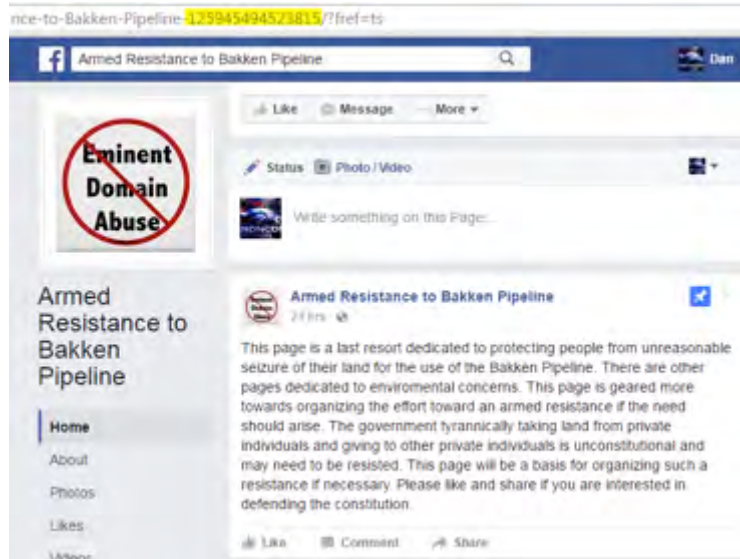 nce-to-Bakken-Pipeline-125945494523815/?fref=ts
Armed Resistance to Bakken Pipeline
Dan
Like Message More
Eminent
Domain
Abuse
Status Photo / Video
Write something on this Page...
Armed
Resistance to
Bakken
Pipeline
Armed Resistance to Bakken Pipeline
This page is a last resort dedicated to protecting people from unreasonable
seizure of their land for the use of the Bakken Pipeline. There are other
pages dedicated to enviromental concerns. This page is geared more
towards organizing the effort toward an armed resistance if the need
should arise. The government tyrannically taking land from private
individuals and giving to other private individuals is unconstitutional and
may need to be resisted. This page will be a basis for organizing such a
resistance if necessary. Please like and share if you are interested in
defending the constitution.
Like Comment Share
Home
About
Photos
Likes
Videos